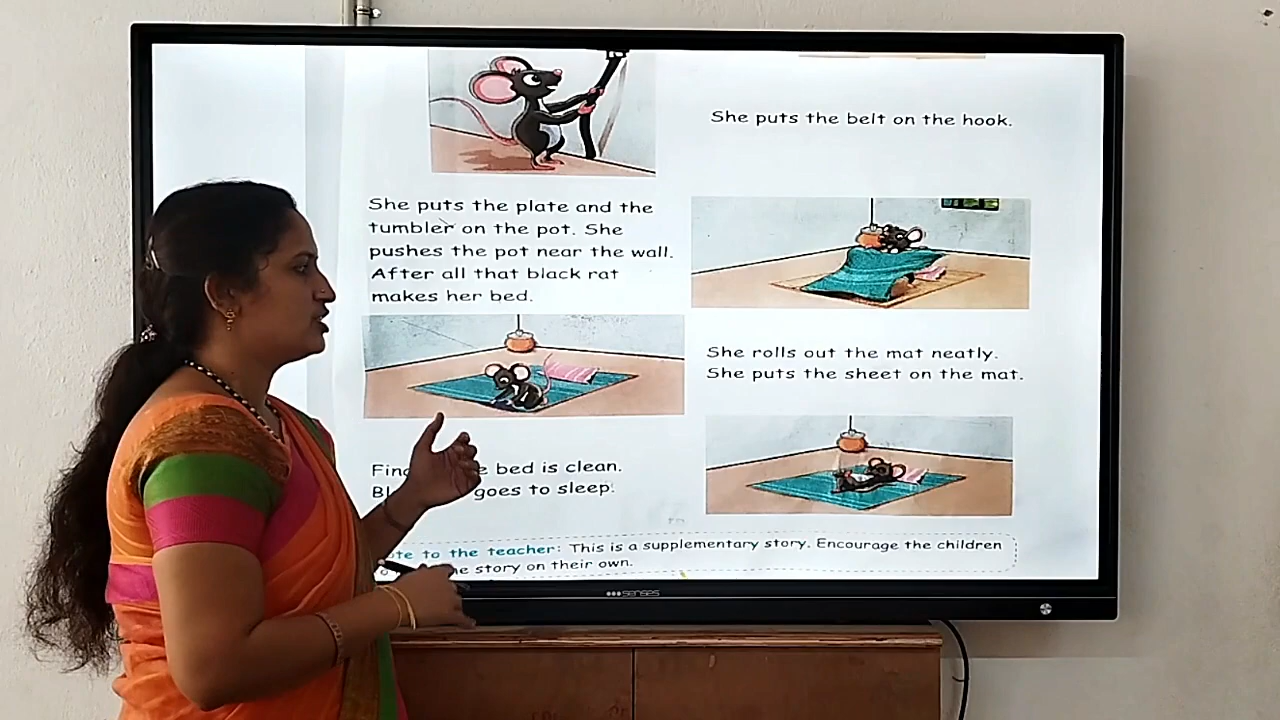 She puts the belt on the hook.
She puts the plate and the
tumbler on the pot. She
pushes the pot near the wall.
After all that black rat
makes her bed.
She rolls out the mat neatly.
She puts the sheet on the mat.
bed is clean.
goes to sleep.
to the teacher: This is a supplementary story. Encourage the children
story on their own.
senses